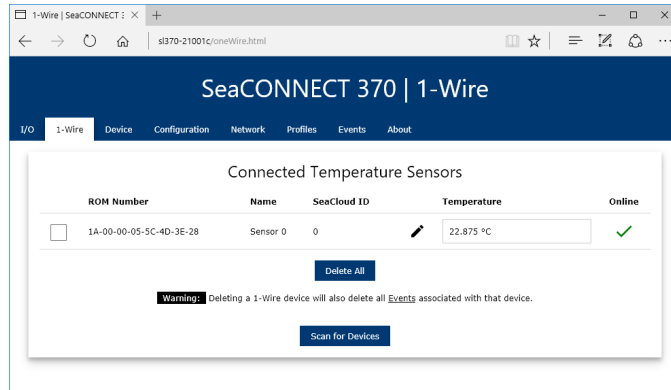 1-Wire | SeaCONNECT :
sl370-21001c/oneWire.html
SeaCONNECT 370 | 1-Wire
I/O 1-Wire Device Configuration Network Profiles Events About
Connected Temperature Sensors
ROM Number Name SeaCloud ID Temperature Online
1A-00-00-05-5C-4D-3E-28 Sensor 0 0 22.875 °C
Delete All
Warning: Deleting a 1-Wire device will also delete all Events associated with that device.
Scan for Devices